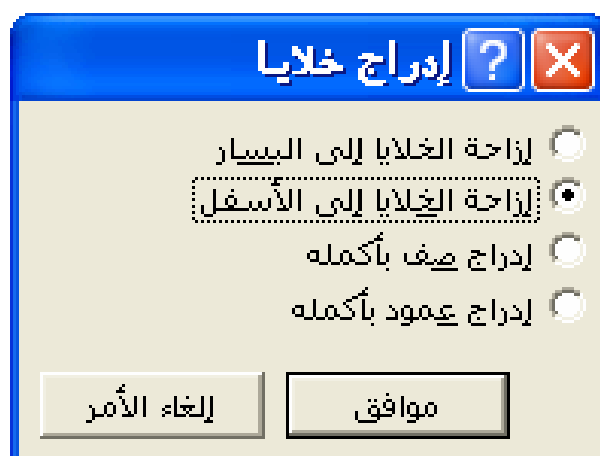 إدراج خلايا
إزاحة الخلايا إلى اليسار
إزاحة الخلايا إلى الأسفل
إدراج صف بأكمله
إدراج عمود بأكمله
موافق
إلغاء الأمر